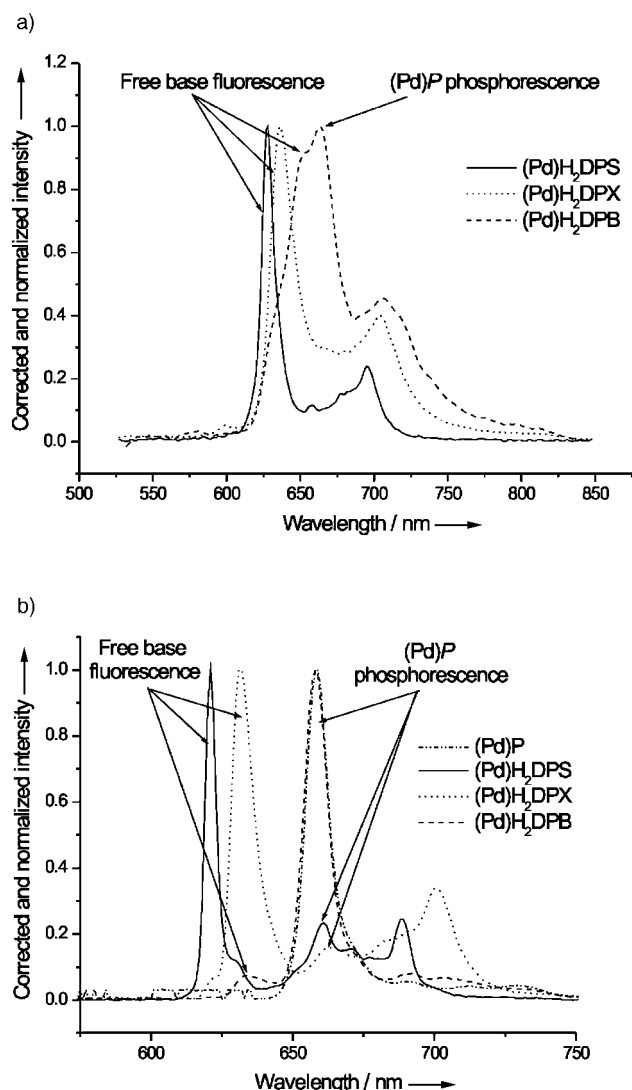 a)
Free base fluorescence
(Pd)P phosphorescence
(Pd)H₂DPS
(Pd)H₂DPX
(Pd)H₂DPB
Corrected and normalized intensity →
1.2
1.0
0.8
0.6
0.4
0.2
0.0
500 550 600 650 700 750 800 850
Wavelength / nm →
b)
Free base
fluorescence
(Pd)P
phosphorescence
(Pd)P
(Pd)H₂DPS
(Pd)H₂DPX
(Pd)H₂DPB
Corrected and normalized intensity →
1.0
0.8
0.6
0.4
0.2
0.0
600 650 700 750
Wavelength / nm →